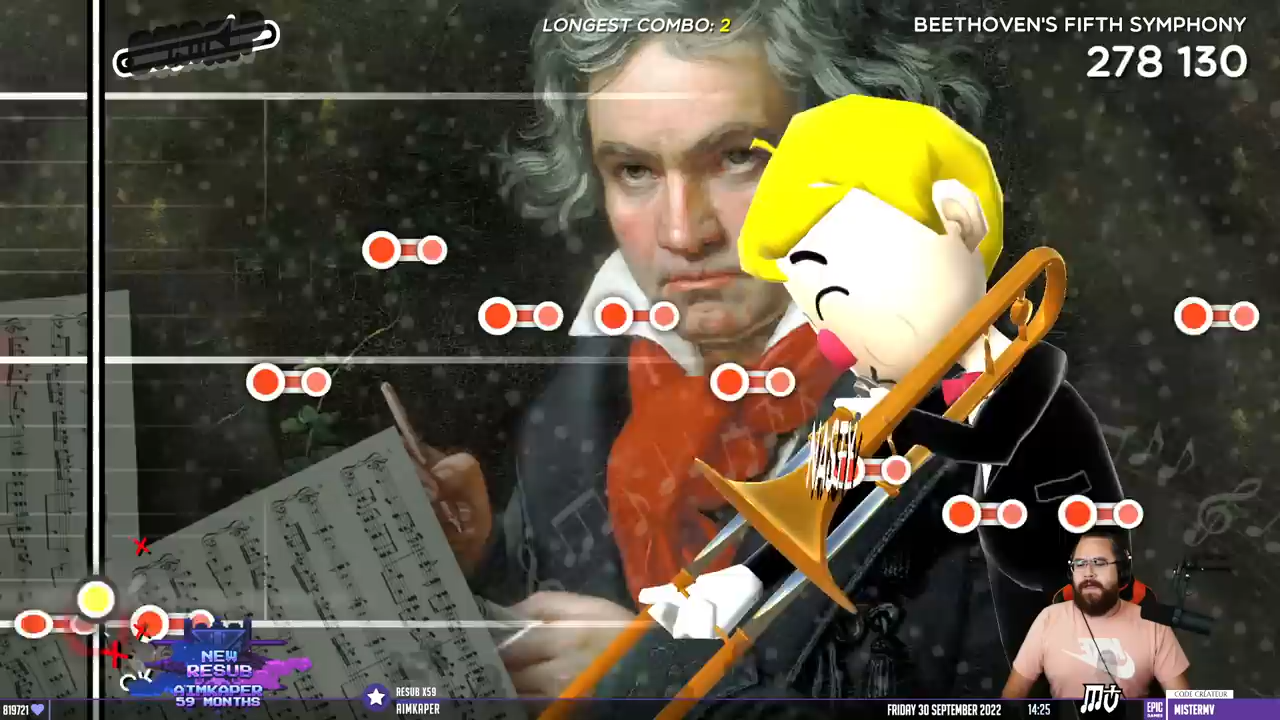 LONGEST COMBO: 2
BEETHOVEN'S FIFTH SYMPHONY
278 130
NASTY
NEW
RESUB
AIMKAPER
59 MONTHS
819721
RESUB X59
AIMKAPER
FRIDAY 30 SEPTEMBER 2022
14:25
EPIC
GAMES
CODE CRÉATEUR
MISTERMV